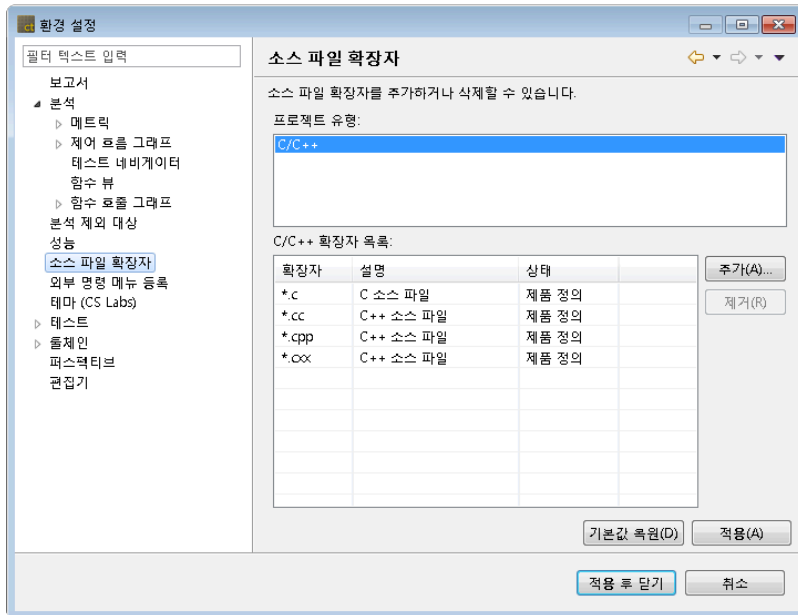 ct 환경 설정
필터 텍스트 입력
보고서
분석
메트릭
제어 흐름 그래프
테스트 네비게이터
함수 뷰
함수 호출 그래프
분석 제외 대상
성능
소스 파일 확장자
외부 명령 메뉴 등록
테마 (CS Labs)
테스트
툴체인
퍼스펙티브
편집기
소스 파일 확장자
소스 파일 확장자를 추가하거나 삭제할 수 있습니다.
프로젝트 유형:
C/C++
C/C++ 확장자 목록:
확장자 설명 상태
*.c C 소스 파일 제품 정의
*.cc C++ 소스 파일 제품 정의
*.cpp C++ 소스 파일 제품 정의
*.cxx C++ 소스 파일 제품 정의
추가(A)...
제거(R)
기본값 복원(D) 적용(A)
적용 후 닫기 취소